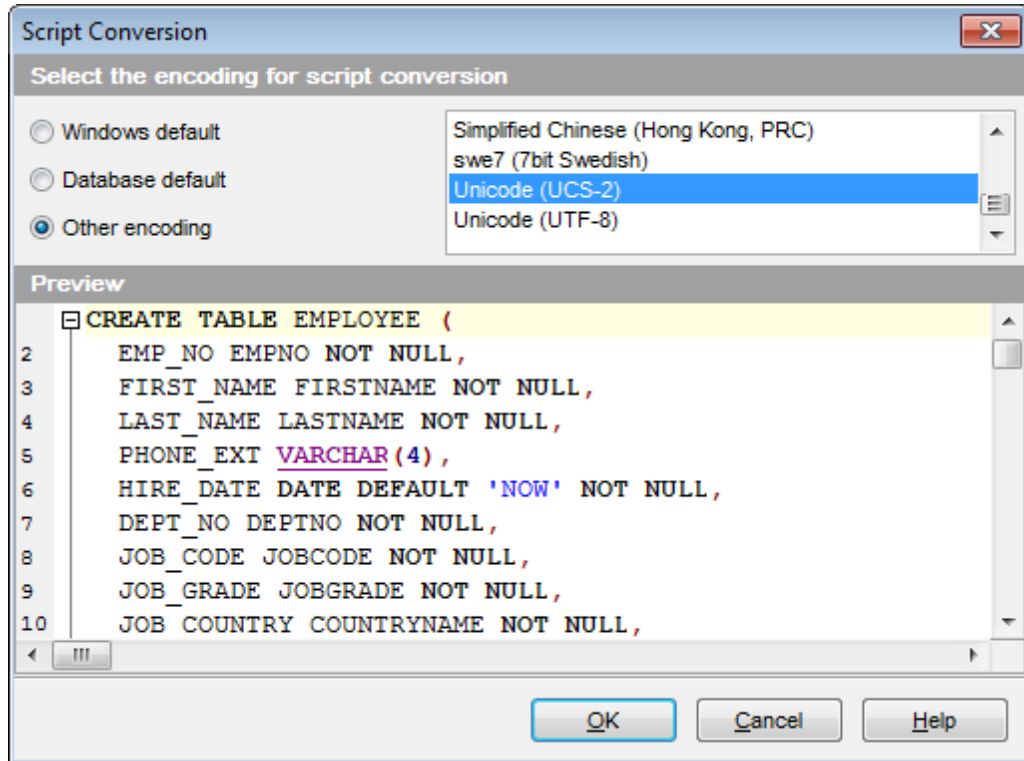 Script Conversion
Select the encoding for script conversion
Windows default
Database default
Other encoding
Simplified Chinese (Hong Kong, PRC)
swe7 (7bit Swedish)
Unicode (UCS-2)
Unicode (UTF-8)
Preview
CREATE TABLE EMPLOYEE (
2 EMP_NO EMPNO NOT NULL,
3 FIRST_NAME FIRSTNAME NOT NULL,
4 LAST_NAME LASTNAME NOT NULL,
5 PHONE_EXT VARCHAR(4),
6 HIRE_DATE DATE DEFAULT 'NOW' NOT NULL,
7 DEPT_NO DEPTNO NOT NULL,
8 JOB_CODE JOBCODE NOT NULL,
9 JOB_GRADE JOBGRADE NOT NULL,
10 JOB COUNTRY COUNTRYNAME NOT NULL,
OK Cancel Help